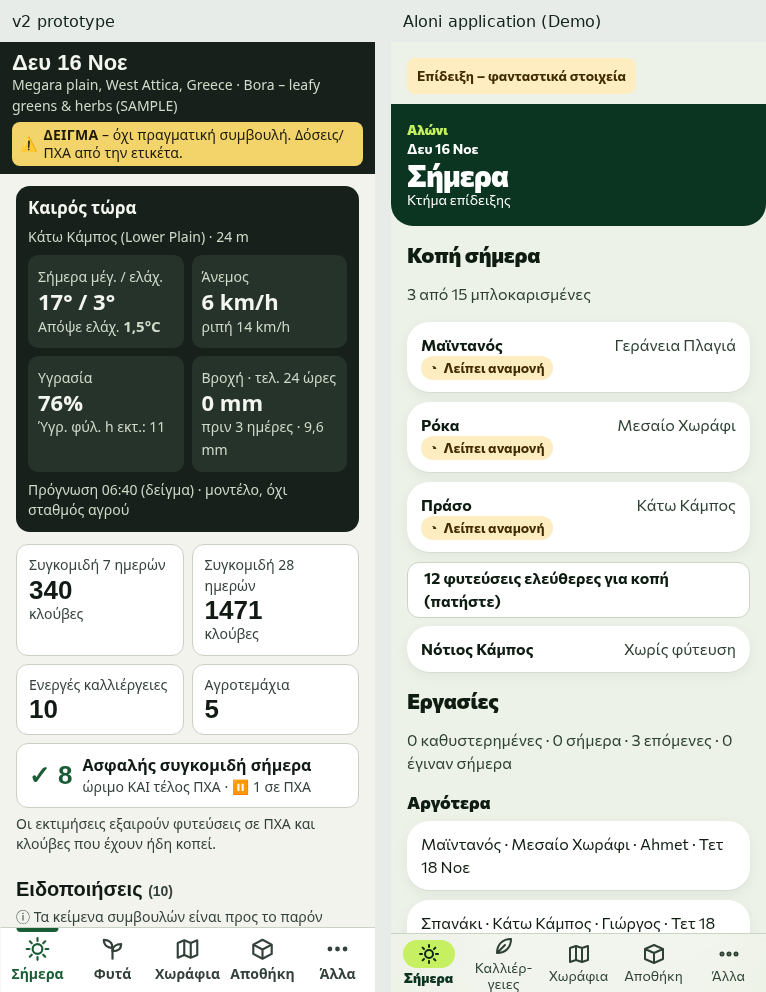 v2 prototype
Δευ 16 Νοε
Megara plain, West Attica, Greece · Bora – leafy
greens & herbs (SAMPLE)
⚠️ ΔΕΙΓΜΑ – όχι πραγματική συμβουλή. Δόσεις/
ΠΧΑ από την ετικέτα.
Καιρός τώρα
Κάτω Κάμπος (Lower Plain) · 24 m
Σήμερα μέγ. / ελάχ.
17° / 3°
Απόψε ελάχ. 1,5°C
Άνεμος
6 km/h
ριπή 14 km/h
Υγρασία
76%
Ύγρ. φύλ. h εκτ.: 11
Βροχή · τελ. 24 ώρες
0 mm
πριν 3 ημέρες · 9,6
mm
Πρόγνωση 06:40 (δείγμα) · μοντέλο, όχι
σταθμός αγρού
Συγκομιδή 7 ημερών
340
κλούβες
Συγκομιδή 28
ημερών
1471
κλούβες
Ενεργές καλλιέργειες
10
Αγροτεμάχια
5
✓ 8
Ασφαλής συγκομιδή σήμερα
ώριμο ΚΑΙ τέλος ΠΧΑ · ⏸️ 1 σε ΠΧΑ
Οι εκτιμήσεις εξαιρούν φυτεύσεις σε ΠΧΑ και
κλούβες που έχουν ήδη κοπεί.
Ειδοποιήσεις (10)
ⓘ Τα κείμενα συμβουλών είναι προς το παρόν
Σήμερα
Φυτά
Χωράφια
Αποθήκη
Άλλα
Aloni application (Demo)
Επίδειξη – φανταστικά στοιχεία
Αλώνι
Δευ 16 Νοε
Σήμερα
Κτήμα επίδειξης
Κοπή σήμερα
3 από 15 μπλοκαρισμένες
Μαϊντανός
Γεράνεια Πλαγιά
Λείπει αναμονή
Ρόκα
Μεσαίο Χωράφι
Λείπει αναμονή
Πράσο
Κάτω Κάμπος
Λείπει αναμονή
12 φυτεύσεις ελεύθερες για κοπή
(πατήστε)
Νότιος Κάμπος
Χωρίς φύτευση
Εργασίες
0 καθυστερημένες · 0 σήμερα · 3 επόμενες · 0
έγιναν σήμερα
Αργότερα
Μαϊντανός · Μεσαίο Χωράφι · Ahmet · Τετ
18 Νοε
Σπανάκι · Κάτω Κάμπος · Γιώργος · Τετ 18
Σήμερα
Καλλιέρ-
γειες
Χωράφια
Αποθήκη
Άλλα